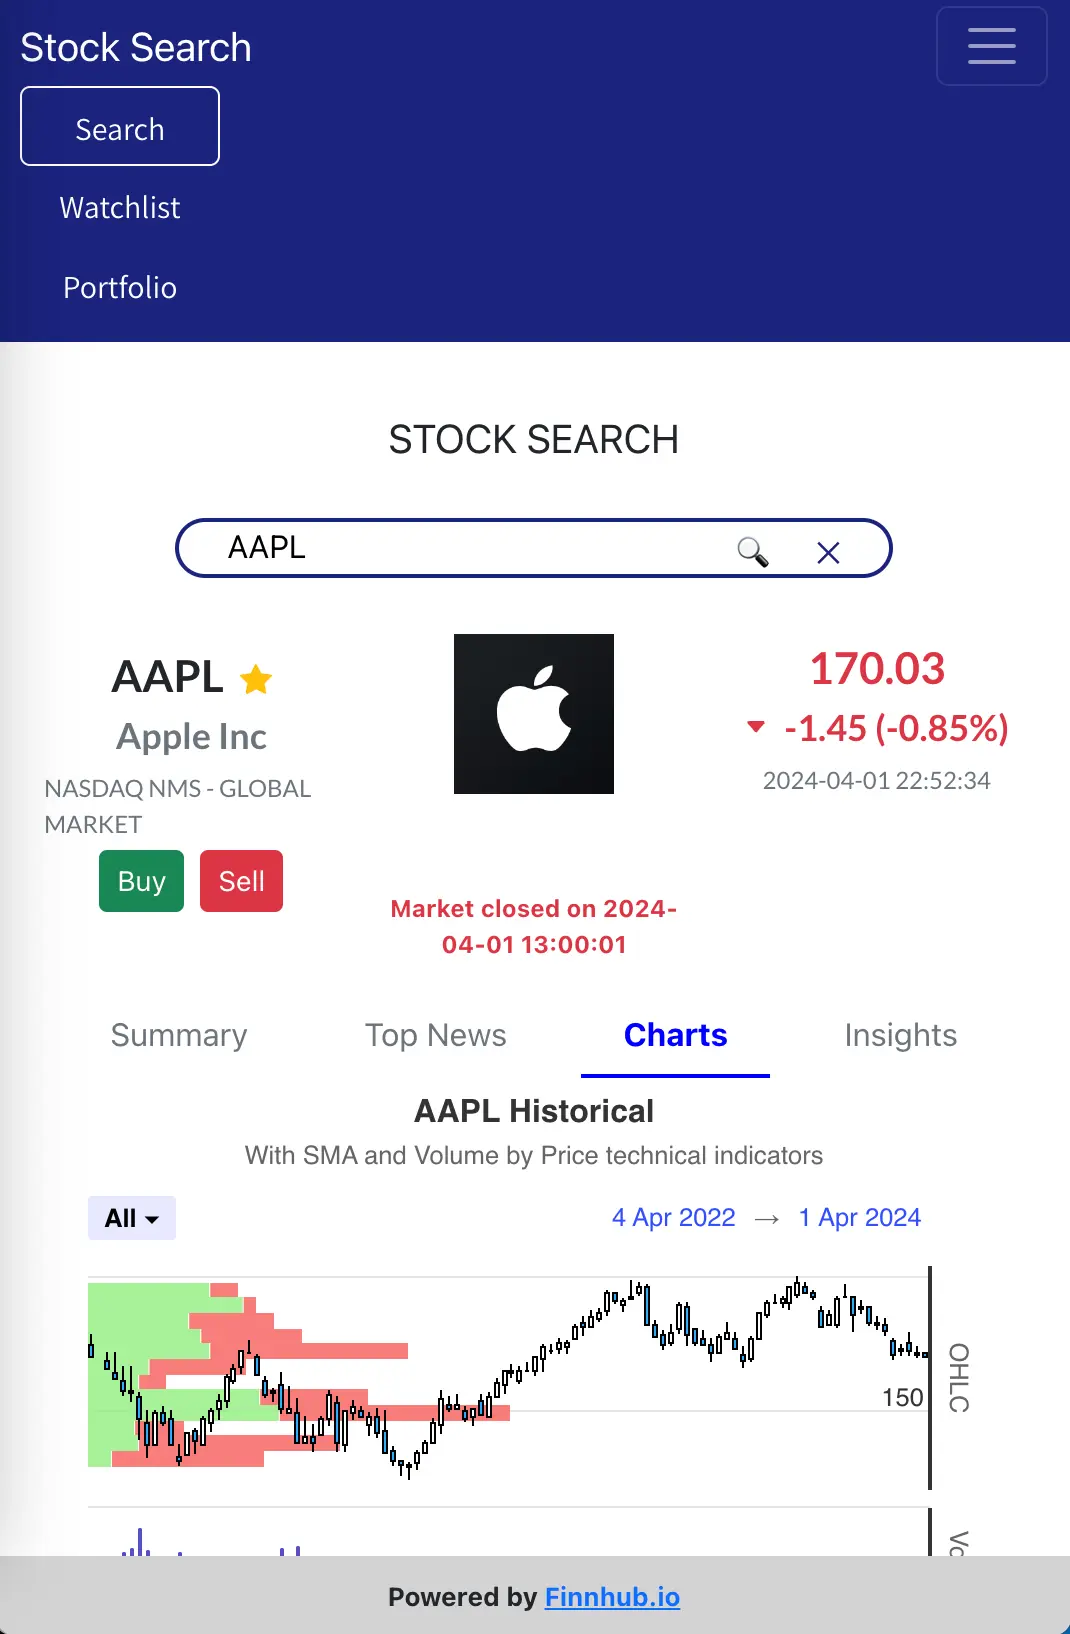 Stock Search
Search
Watchlist
Portfolio
STOCK SEARCH
AAPL
AAPL
Apple Inc
NASDAQ NMS - GLOBAL
MARKET
170.03
-1.45 (-0.85%)
2024-04-01 22:52:34
Buy Sell
Market closed on 2024-
04-01 13:00:01
Summary Top News Charts Insights
AAPL Historical
With SMA and Volume by Price technical indicators
All 4 Apr 2022 → 1 Apr 2024
OHLC
150
Powered by Finnhub.io